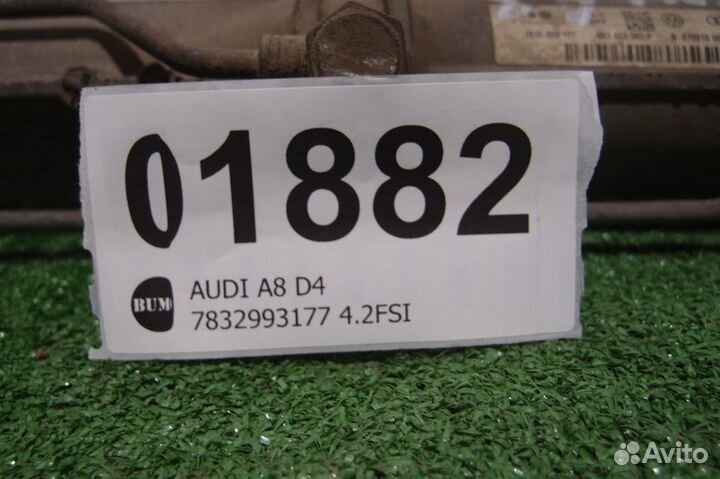 01882
BUM
AUDI A8 D4
7832993177 4.2FSI
Avito